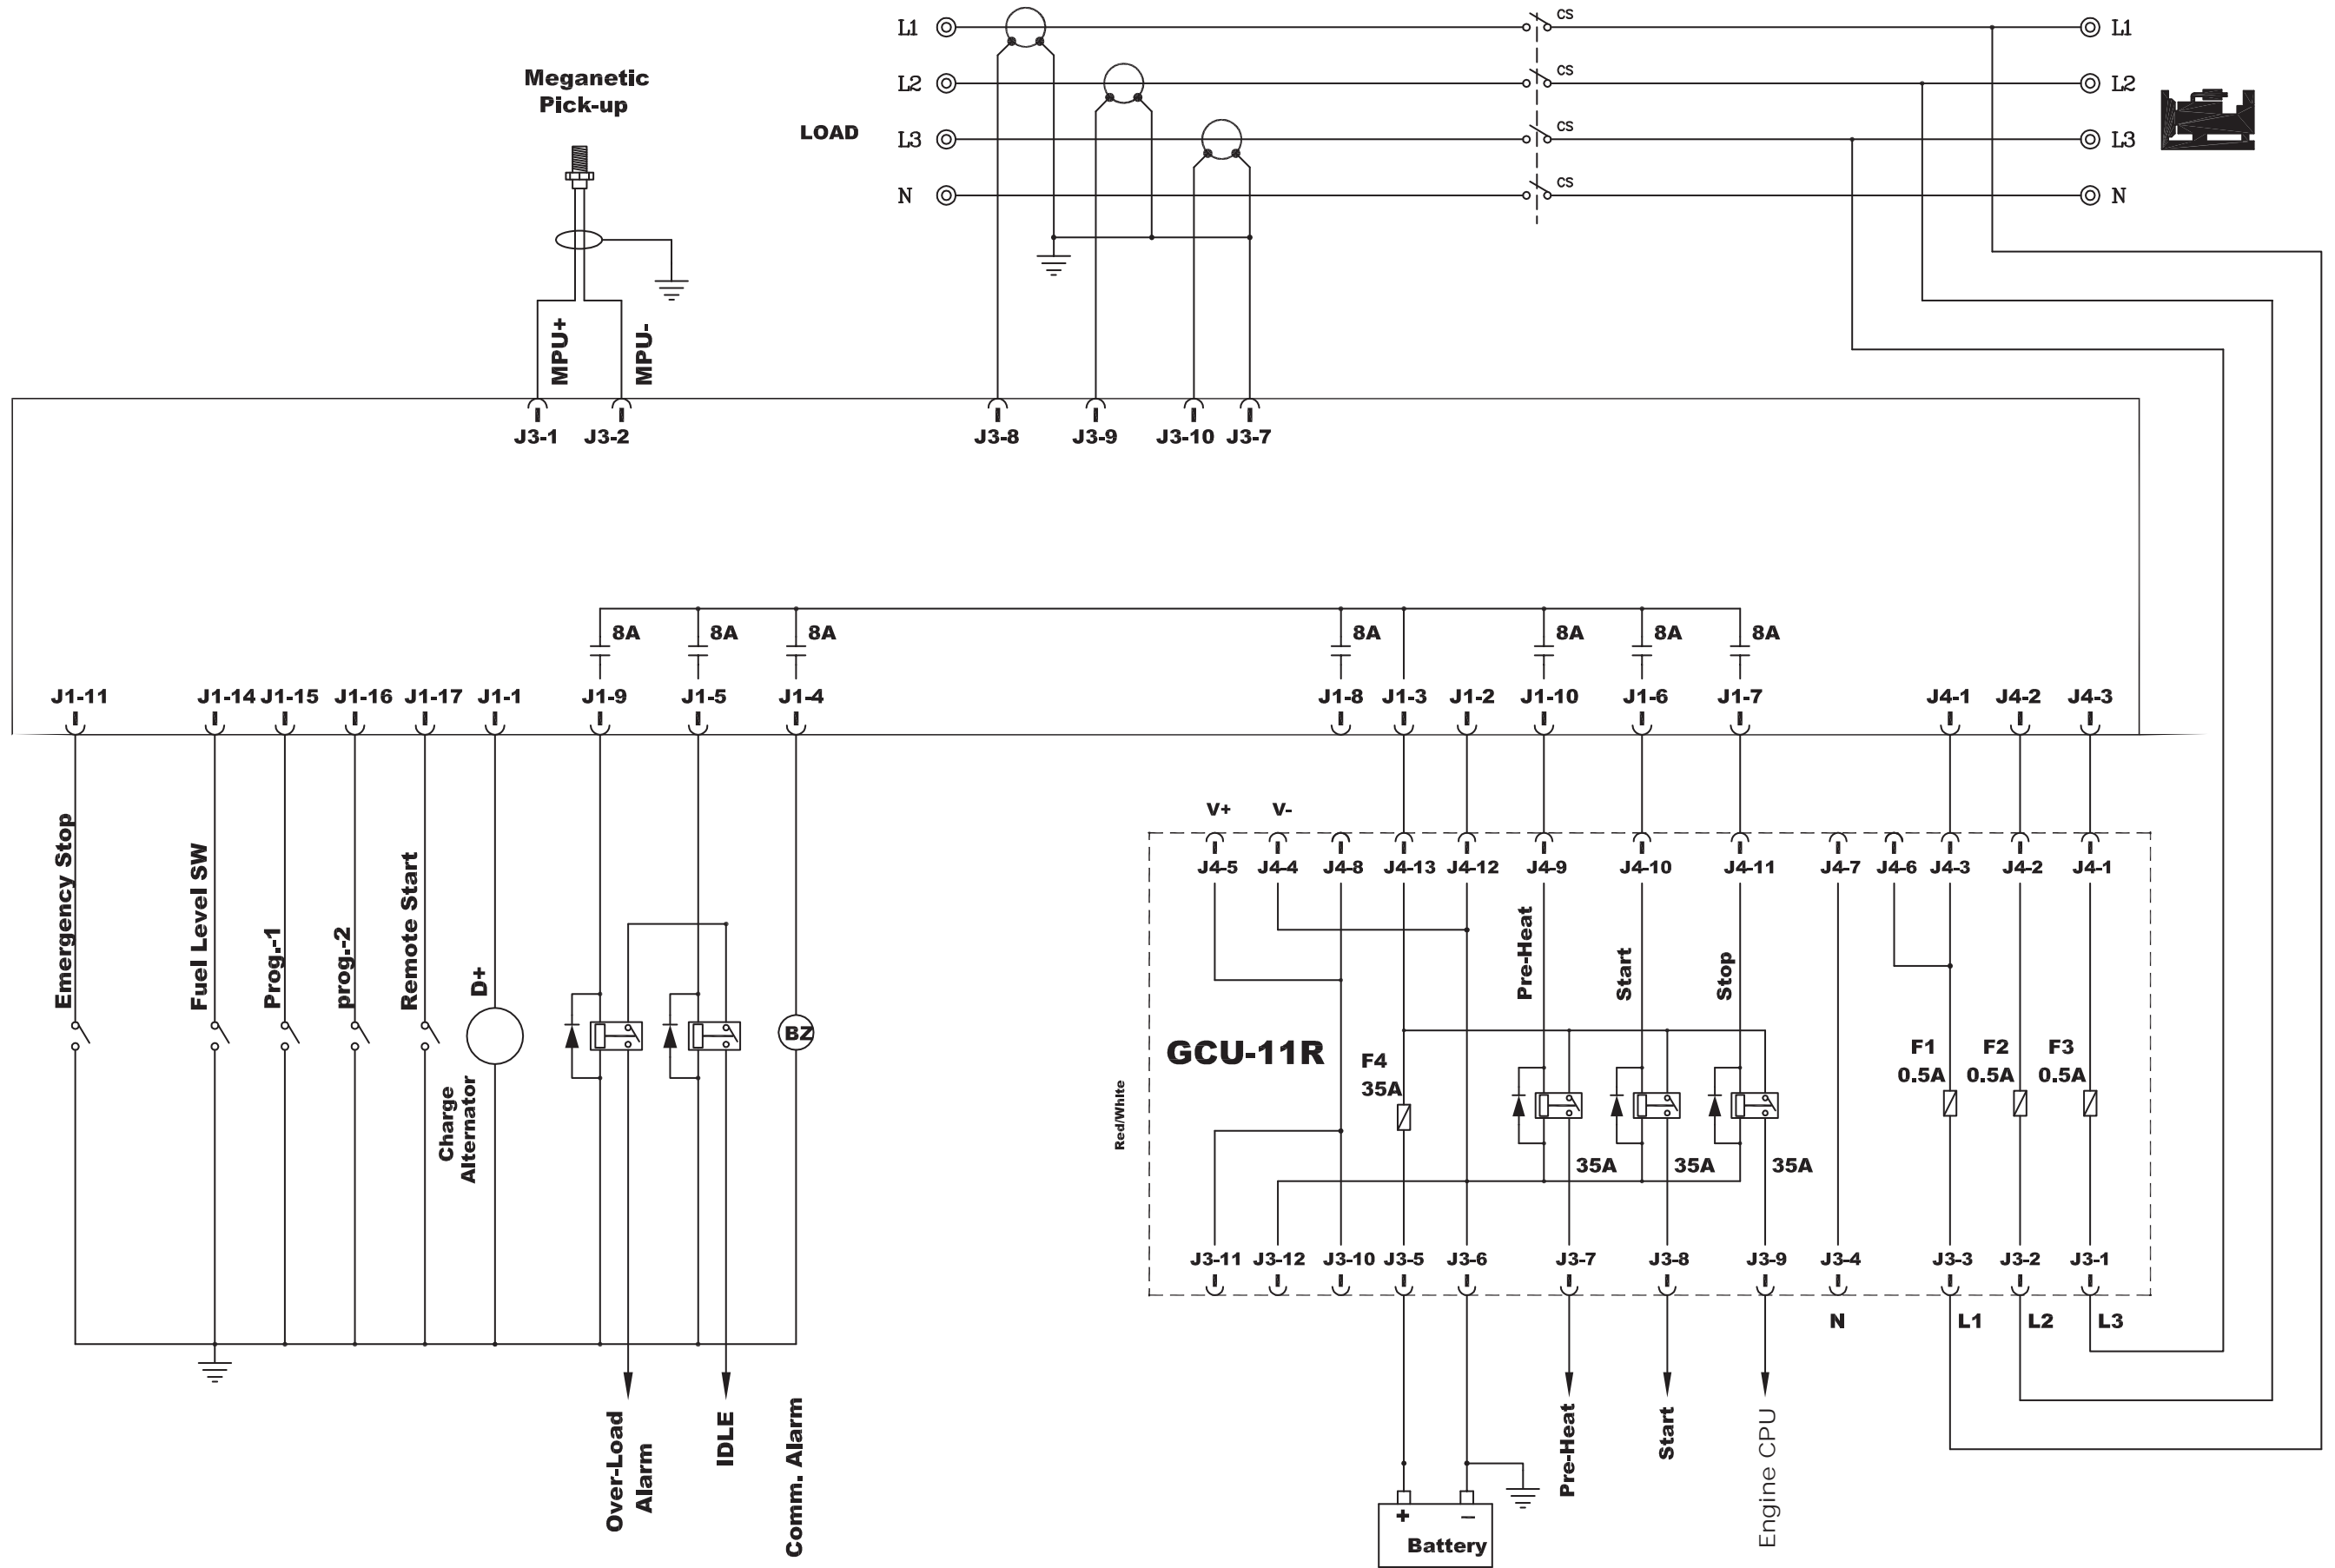 L1
CS
L1
Meganetic
Pick-up
L2
CS
L2
LOAD
L3
CS
L3
N
CS
N
MPU+
MPU-
J3-1
J3-2
J3-8
J3-9
J3-10
J3-7
8A
8A
8A
8A
8A
8A
8A
J1-11
J1-14
J1-15
J1-16
J1-17
J1-1
J1-9
J1-5
J1-4
J1-8
J1-3
J1-2
J1-10
J1-6
J1-7
J4-1
J4-2
J4-3
V+
V-
J4-5
J4-4
J4-8
J4-13
J4-12
J4-9
J4-10
J4-11
J4-7
J4-6
J4-3
J4-2
J4-1
Emergency Stop
Fuel Level SW
Prog.-1
prog.-2
Remote Start
D+
Charge
Alternator
BZ
Pre-Heat
Start
Stop
GCU-11R
Red/White
F4
35A
F1
0.5A
F2
0.5A
F3
0.5A
35A
35A
35A
J3-11
J3-12
J3-10
J3-5
J3-6
J3-7
J3-8
J3-9
J3-4
J3-3
J3-2
J3-1
N
L1
L2
L3
Over-Load
Alarm
IDLE
Comm. Alarm
Pre-Heat
Start
Engine CPU
+
−
Battery